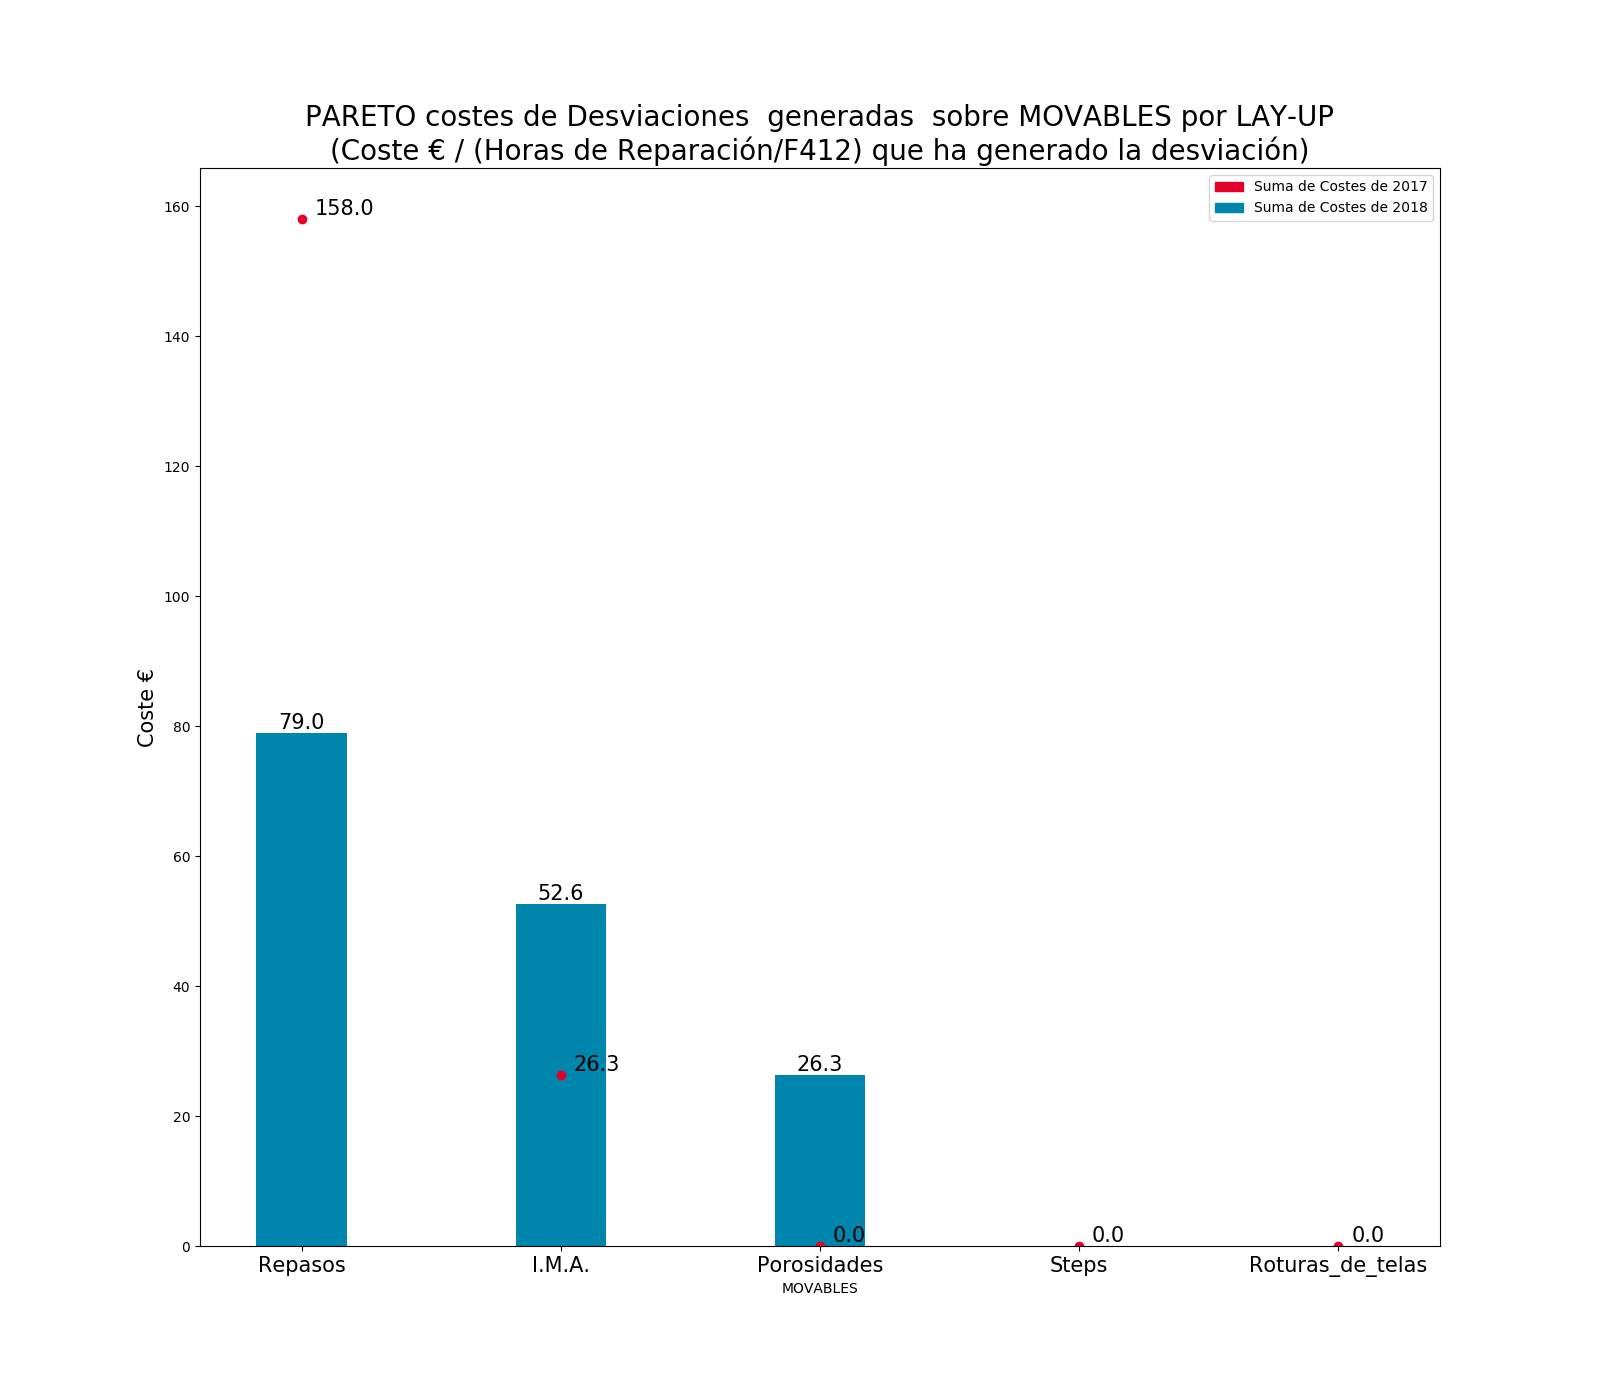 PARETO costes de Desviaciones  generadas  sobre MOVABLES por LAY-UP
(Coste € / (Horas de Reparación/F412) que ha generado la desviación)
Suma de Costes de 2017
Suma de Costes de 2018
160
140
120
100
80
60
40
20
0
Coste €
158.0
79.0
52.6
26.3
26.3
0.0
0.0
0.0
Repasos
I.M.A.
Porosidades
Steps
Roturas_de_telas
MOVABLES